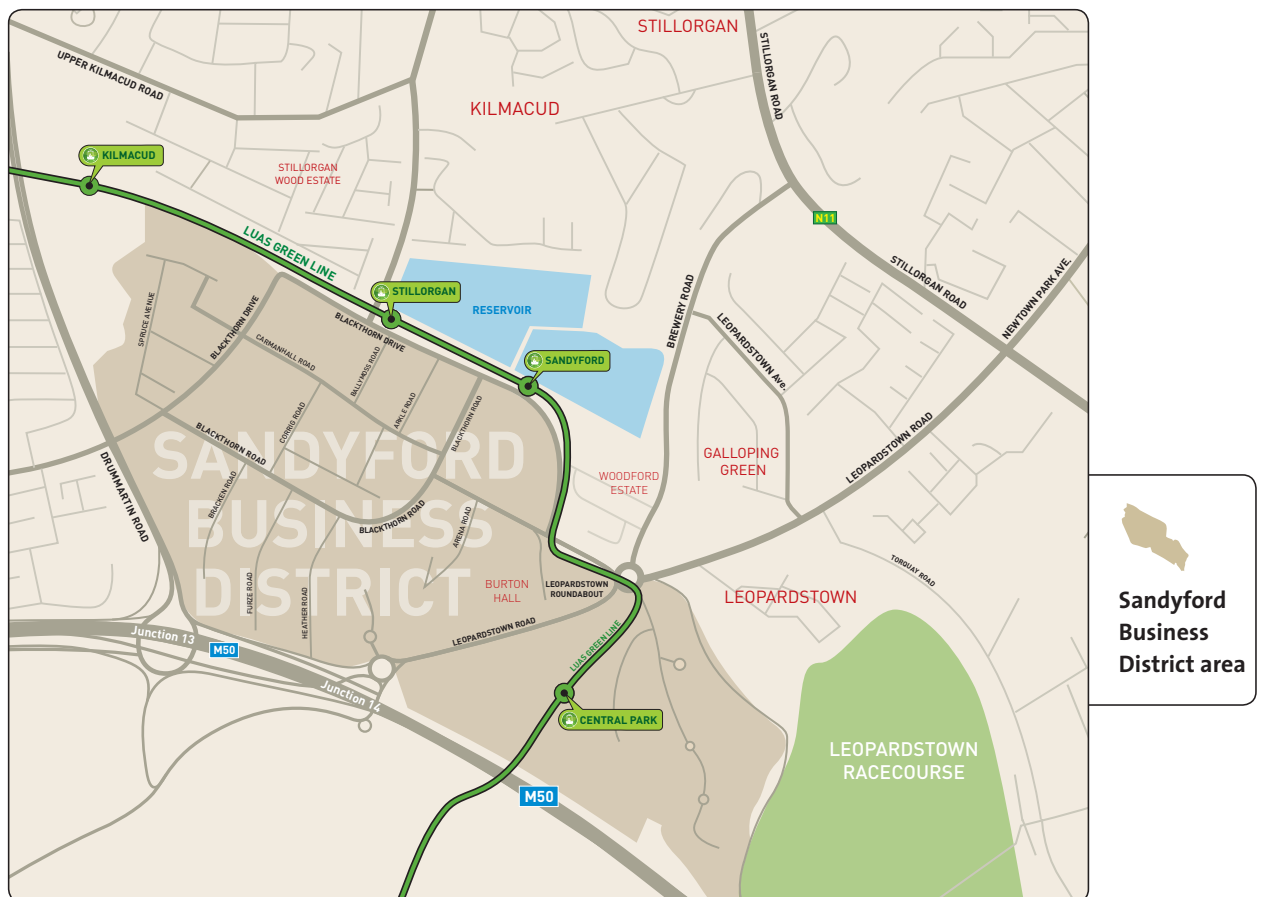 STILLORGAN
UPPER KILMACUD ROAD
STILLORGAN ROAD
KILMACUD
KILMACUD
STILLORGAN
WOOD ESTATE
N11
LUAS GREEN LINE
STILLORGAN ROAD
NEWTOWN PARK AVE.
STILLORGAN
RESERVOIR
SPRUCE AVENUE
BLACKTHORN DRIVE
BLACKTHORN DRIVE
BREWERY ROAD
LEOPARDSTOWN Ave.
CARMANHALL ROAD
BALLYMOSS ROAD
SANDYFORD
ARKLE ROAD
CORRIG ROAD
BLACKTHORN ROAD
BLACKTHORN ROAD
LEOPARDSTOWN ROAD
SANDYFORD
BUSINESS
DISTRICT
GALLOPING
GREEN
WOODFORD
ESTATE
DRUMMARTIN ROAD
BRACKEN ROAD
BLACKTHORN ROAD
ARENA ROAD
TORQUAY ROAD
BURTON
HALL
LEOPARDSTOWN
ROUNDABOUT
LEOPARDSTOWN
FURZE ROAD
HEATHER ROAD
LEOPARDSTOWN ROAD
LUAS GREEN LINE
Junction 13
M50
Junction 14
CENTRAL PARK
LEOPARDSTOWN
RACECOURSE
M50
Sandyford
Business
District area